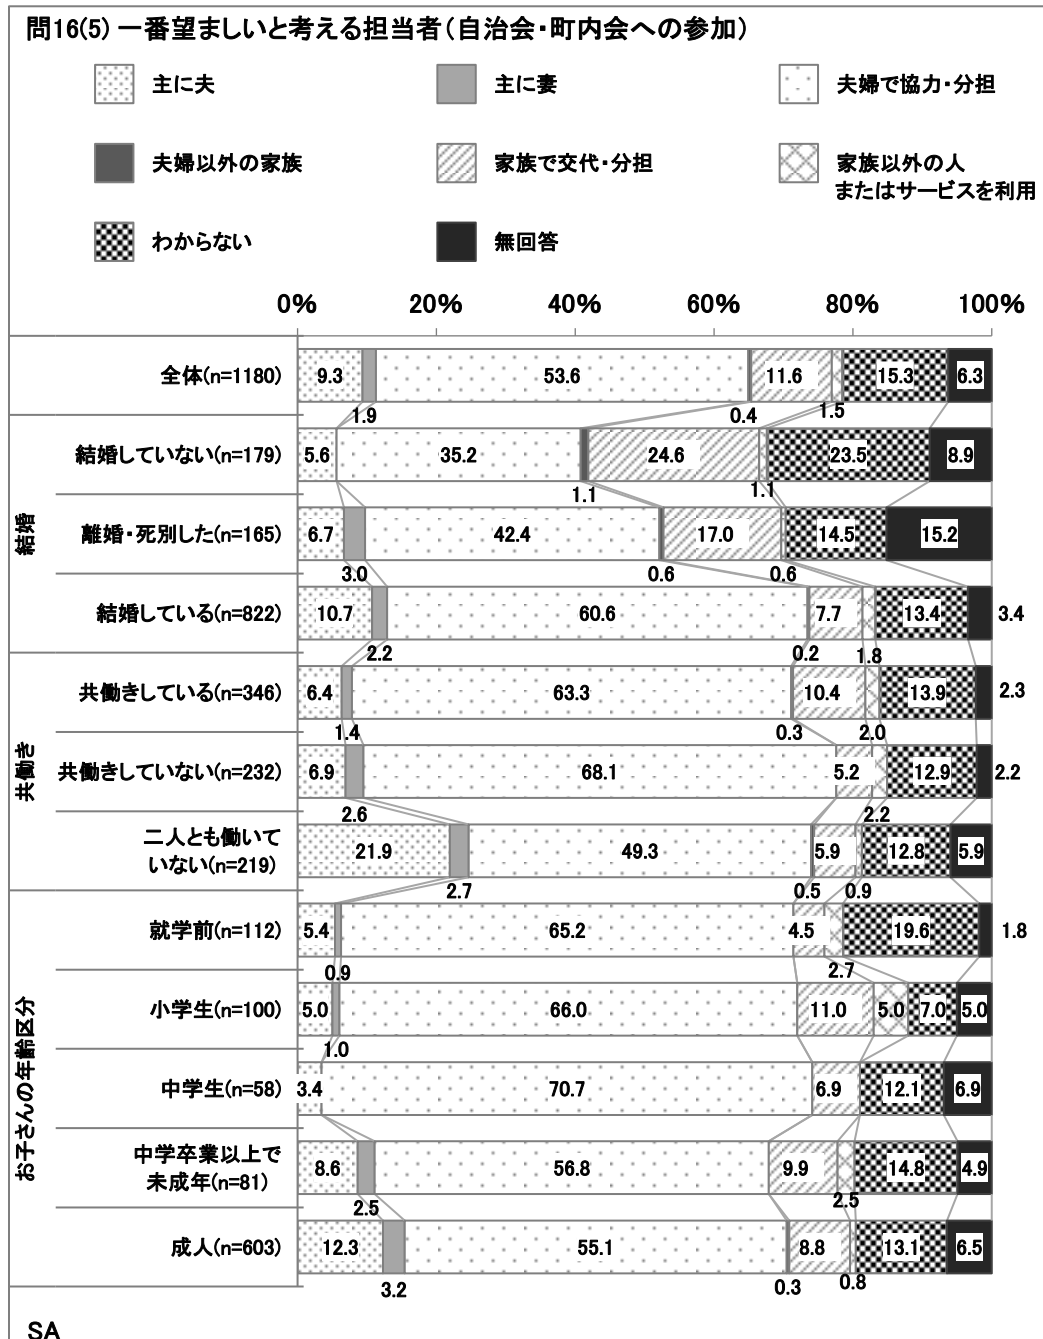 問16(5) 一番望ましいと考える担当者(自治会・町内会への参加)
主に夫 主に妻 夫婦で協力・分担
夫婦以外の家族 家族で交代・分担 家族以外の人
またはサービスを利用
わからない 無回答
0% 20% 40% 60% 80% 100%
全体(n=1180) 9.3 53.6 11.6 15.3 6.3
1.9 0.4 1.5
結婚
結婚していない(n=179) 5.6 35.2 24.6 23.5 8.9
1.1 1.1
離婚・死別した(n=165) 6.7 42.4 17.0 14.5 15.2
3.0 0.6 0.6
結婚している(n=822) 10.7 60.6 7.7 13.4 3.4
2.2 0.2 1.8
共働き
共働きしている(n=346) 6.4 63.3 10.4 13.9 2.3
1.4 0.3 2.0
共働きしていない(n=232) 6.9 68.1 5.2 12.9 2.2
2.6 2.2
二人とも働いて
いない(n=219) 21.9 49.3 5.9 12.8 5.9
2.7 0.5 0.9
お子さんの年齢区分
就学前(n=112) 5.4 65.2 4.5 19.6 1.8
0.9 2.7
小学生(n=100) 5.0 66.0 11.0 5.0 7.0 5.0
1.0
中学生(n=58) 3.4 70.7 6.9 12.1 6.9
中学卒業以上で
未成年(n=81) 8.6 56.8 9.9 14.8 4.9
2.5 2.5
成人(n=603) 12.3 55.1 8.8 13.1 6.5
3.2 0.3 0.8
SA